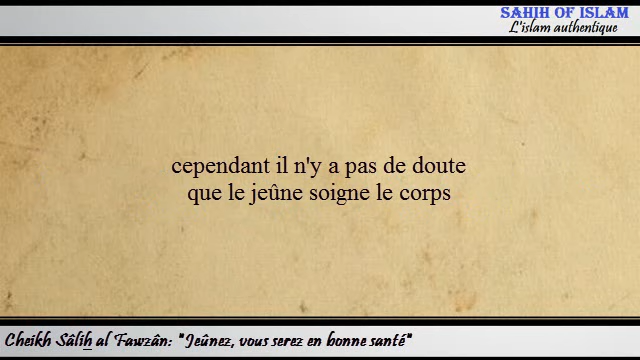 SAHIH OF ISLAM
L'islam authentique
cependant il n'y a pas de doute
que le jeûne soigne le corps
Cheikh Sâlih al Fawzân: "Jeûnez, vous serez en bonne santé"